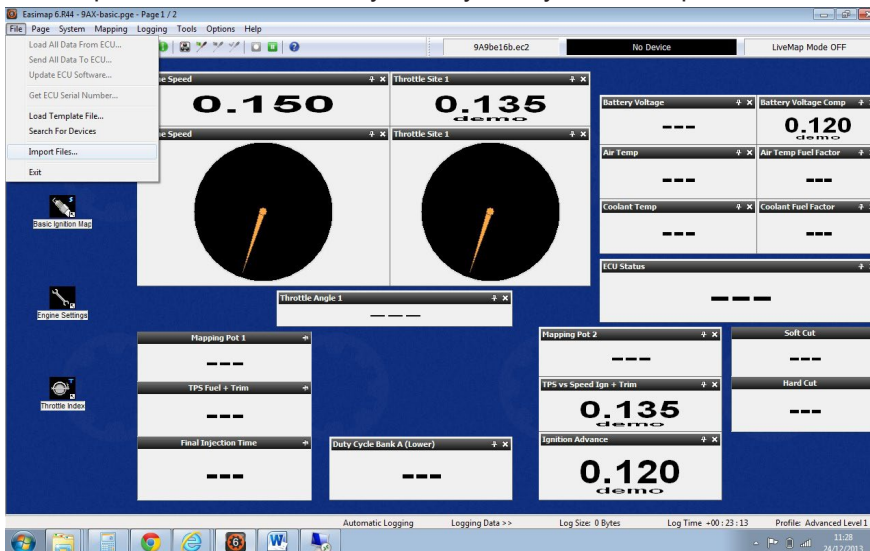 Easimap 6.R44 - 9AX-basic.pge - Page 1 / 2
File Page System Mapping Logging Tools Options Help
Load All Data From ECU...
Send All Data To ECU...
Update ECU Software...
Get ECU Serial Number...
Load Template File...
Search For Devices
Import Files...
Exit
9A9be16b.ec2
No Device
LiveMap Mode OFF
Speed
0.150
Throttle Site 1
0.135
demo
Speed
Throttle Site 1
Battery Voltage
---
Battery Voltage Comp
0.120
demo
Air Temp
---
Air Temp Fuel Factor
---
Coolant Temp
---
Coolant Fuel Factor
---
ECU Status
---
Basic Ignition Map
Engine Settings
Throttle Index
Throttle Angle 1
---
Mapping Pot 1
---
TPS Fuel + Trim
---
Final Injection Time
---
Duty Cycle Bank A (Lower)
---
Mapping Pot 2
---
TPS vs Speed Ign + Trim
0.135
demo
Ignition Advance
0.120
demo
Soft Cut
---
Hard Cut
---
Automatic Logging
Logging Data >>
Log Size: 0 Bytes
Log Time +00 : 23 : 13
Profile: Advanced Level 1
11:28
24/12/2013